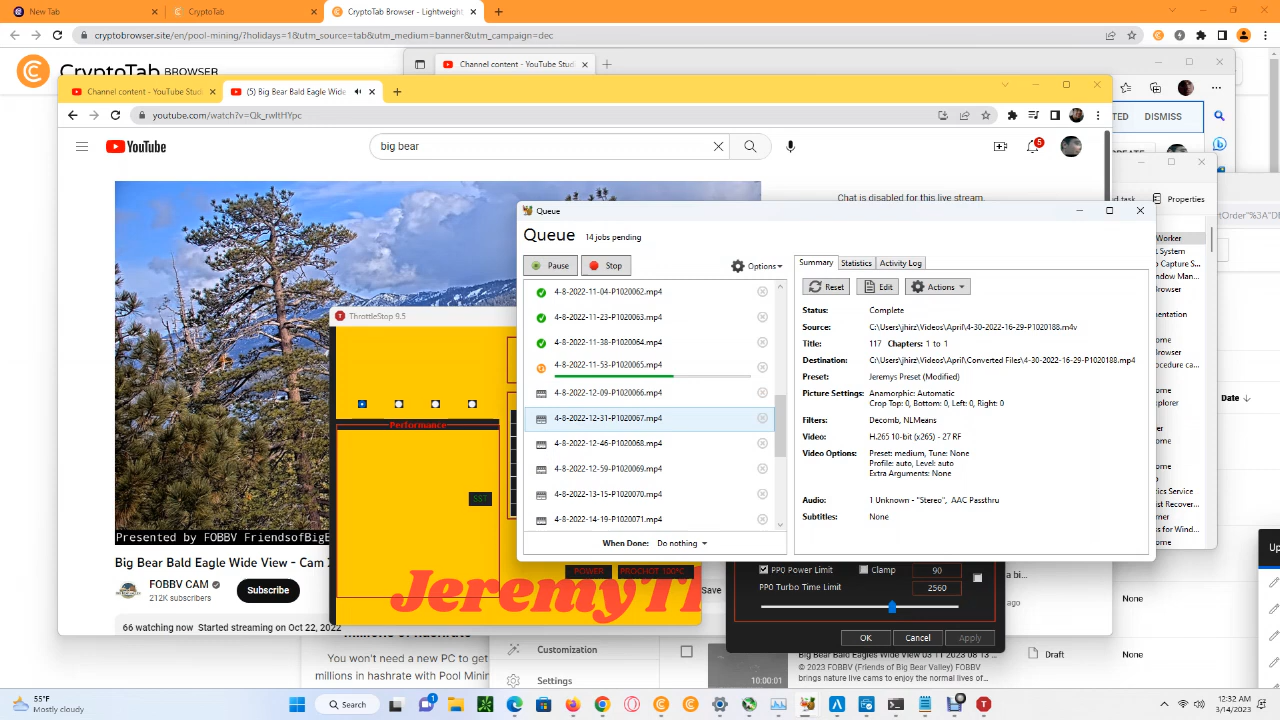 New Tab
CryptoTab
CryptoTab Browser - Lightweight
cryptobrowser.site/en/pool-mining/?holidays=1&utm_source=tab&utm_medium=banner&utm_campaign=dec
CryptoTab
BROWSER
Channel content - YouTube Stud
Channel content - YouTube Studi
(5) Big Bear Bald Eagle Wide
youtube.com/watch?v=Qk_rwItHYpc
DISMISS
YouTube
big bear
5
Chat is disabled for this live stream.
Properties
Queue
Queue
14 jobs pending
Pause
Stop
Options
Summary
Statistics
Activity Log
Reset
Edit
Actions
4-8-2022-11-04-P1020062.mp4
4-8-2022-11-23-P1020063.mp4
4-8-2022-11-38-P1020064.mp4
4-8-2022-11-53-P1020065.mp4
4-8-2022-12-09-P1020066.mp4
4-8-2022-12-31-P1020067.mp4
4-8-2022-12-46-P1020068.mp4
4-8-2022-12-59-P1020069.mp4
4-8-2022-13-15-P1020070.mp4
4-8-2022-14-19-P1020071.mp4
When Done: Do nothing
Status: Complete
Source: C:\Users\jhirz\Videos\April\4-30-2022-16-29-P1020188.m4v
Title: 117 Chapters: 1 to 1
Destination: C:\Users\jhirz\Videos\April\Converted Files\4-30-2022-16-29-P1020188.mp4
Preset: Jeremys Preset (Modified)
Picture Settings: Anamorphic: Automatic
Crop Top: 0, Bottom: 0, Left: 0, Right: 0
Filters: Decomb, NLMeans
Video: H.265 10-bit (x265) - 27 RF
Video Options: Preset: medium, Tune: None
Profile: auto, Level: auto
Extra Arguments: None
Audio: 1 Unknown - "Stereo", AAC Passthru
Subtitles: None
Worker
Date
ThrottleStop 9.5
Performance
SST
POWER
PROCHOT 100°C
Presented by FOBBV FriendsofBigB
Big Bear Bald Eagle Wide View - Cam
FOBBV CAM
212K subscribers
Subscribe
66 watching now Started streaming on Oct 22, 2022
PP0 Power Limit
Clamp
90
PP0 Turbo Time Limit
2560
OK
Cancel
Apply
Save
You won't need a new PC to get
millions in hashrate with Pool Mini
Customization
Settings
10:00:01
Big Bear Bald Eagles Wide View 03 11 2023 08 13
© 2023 FOBBV (Friends of Big Bear Valley) FOBBV
brings nature live cams to enjoy the normal lives of...
ago
Draft
None
None
55°F
Mostly cloudy
Search
1
12:32 AM
3/14/2023